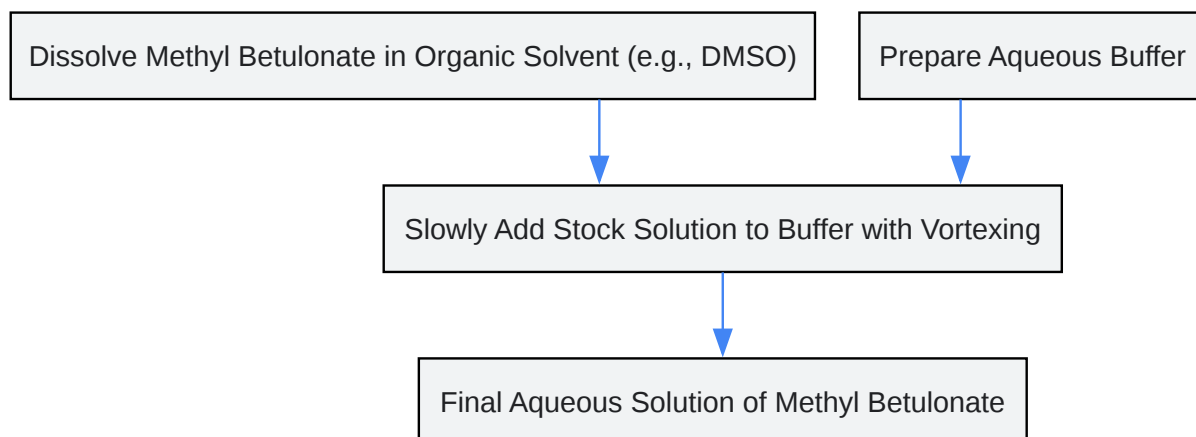 Dissolve Methyl Betulonate in Organic Solvent (e.g., DMSO)
Prepare Aqueous Buffer
Slowly Add Stock Solution to Buffer with Vortexing
Final Aqueous Solution of Methyl Betulonate